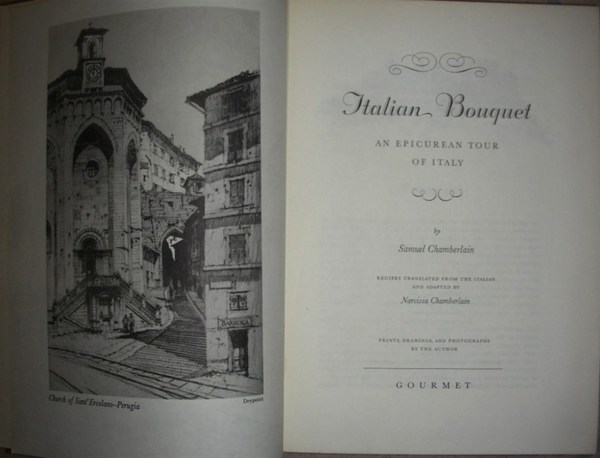 Church of Sant' Ercolano—Perugia
Drypoint
Italian Bouquet
AN EPICUREAN TOUR
OF ITALY
by
Samuel Chamberlain
RECIPES TRANSLATED FROM THE ITALIAN
AND ADAPTED BY
Narcissa Chamberlain
PRINTS, DRAWINGS, AND PHOTOGRAPHS
BY THE AUTHOR
GOURMET